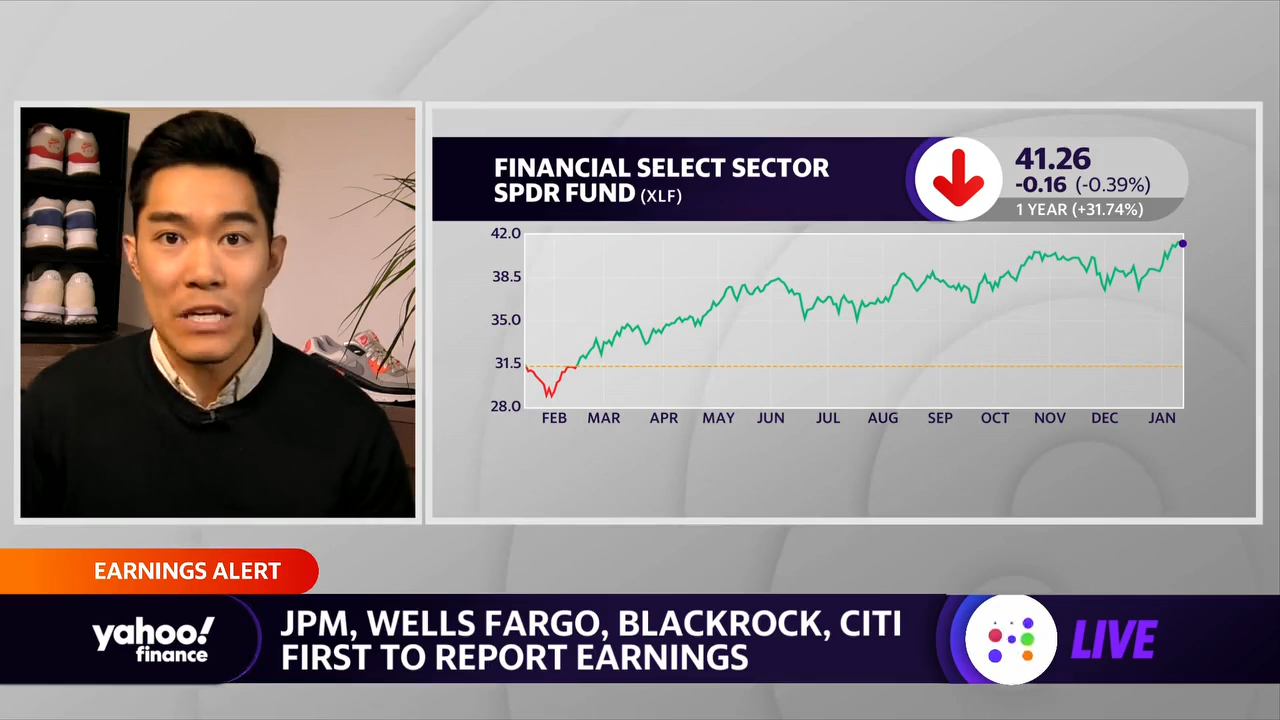 FINANCIAL SELECT SECTOR
SPDR FUND (XLF)
41.26
-0.16 (-0.39%)
1 YEAR (+31.74%)
42.0
38.5
35.0
31.5
28.0
FEB MAR APR MAY JUN JUL AUG SEP OCT NOV DEC JAN
EARNINGS ALERT
yahoo!
finance
JPM, WELLS FARGO, BLACKROCK, CITI
FIRST TO REPORT EARNINGS
LIVE